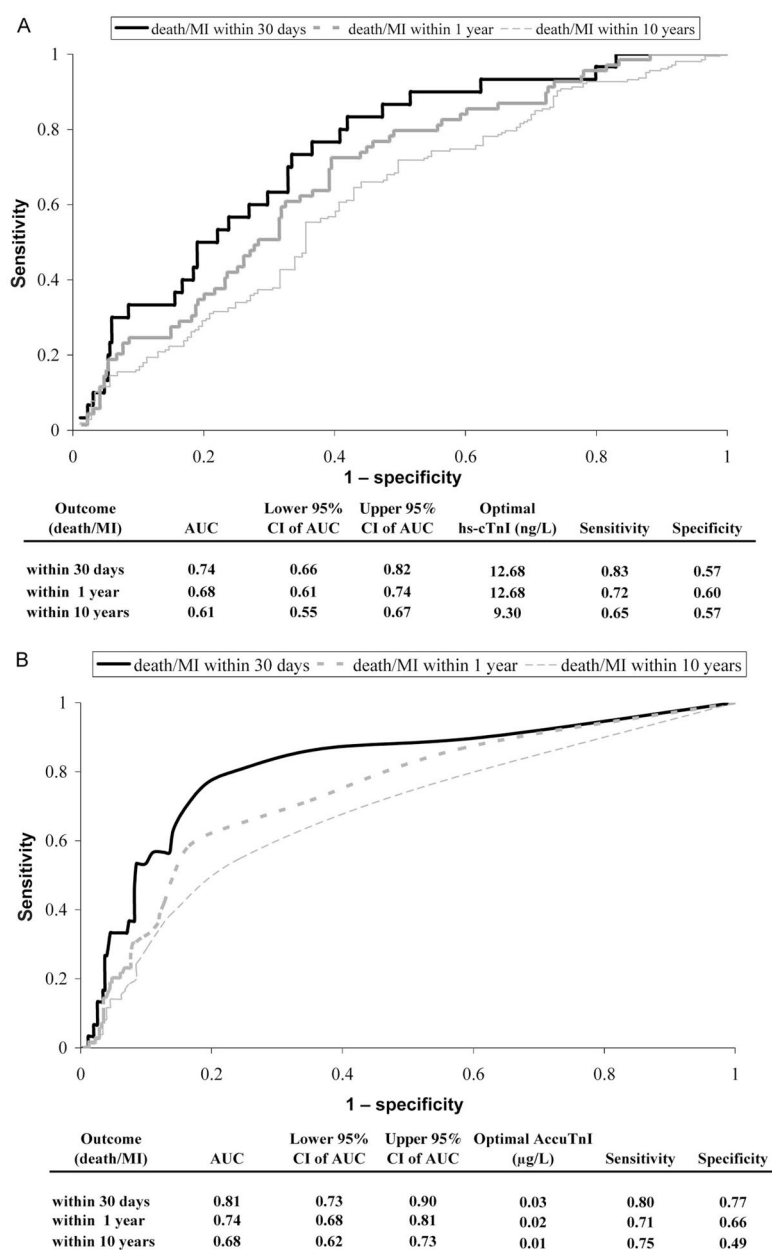 A
death/MI within 30 days death/MI within 1 year death/MI within 10 years
1
0.8
0.6
0.4
0.2
0
Sensitivity
0 0.2 0.4 0.6 0.8 1
1 – specificity
Outcome (death/MI) AUC Lower 95% CI of AUC Upper 95% CI of AUC Optimal hs-cTnI (ng/L) Sensitivity Specificity
within 30 days 0.74 0.66 0.82 12.68 0.83 0.57
within 1 year 0.68 0.61 0.74 12.68 0.72 0.60
within 10 years 0.61 0.55 0.67 9.30 0.65 0.57
B
death/MI within 30 days death/MI within 1 year death/MI within 10 years
1
0.8
0.6
0.4
0.2
0
Sensitivity
0 0.2 0.4 0.6 0.8 1
1 – specificity
Outcome (death/MI) AUC Lower 95% CI of AUC Upper 95% CI of AUC Optimal AccuTnI (µg/L) Sensitivity Specificity
within 30 days 0.81 0.73 0.90 0.03 0.80 0.77
within 1 year 0.74 0.68 0.81 0.02 0.71 0.66
within 10 years 0.68 0.62 0.73 0.01 0.75 0.49